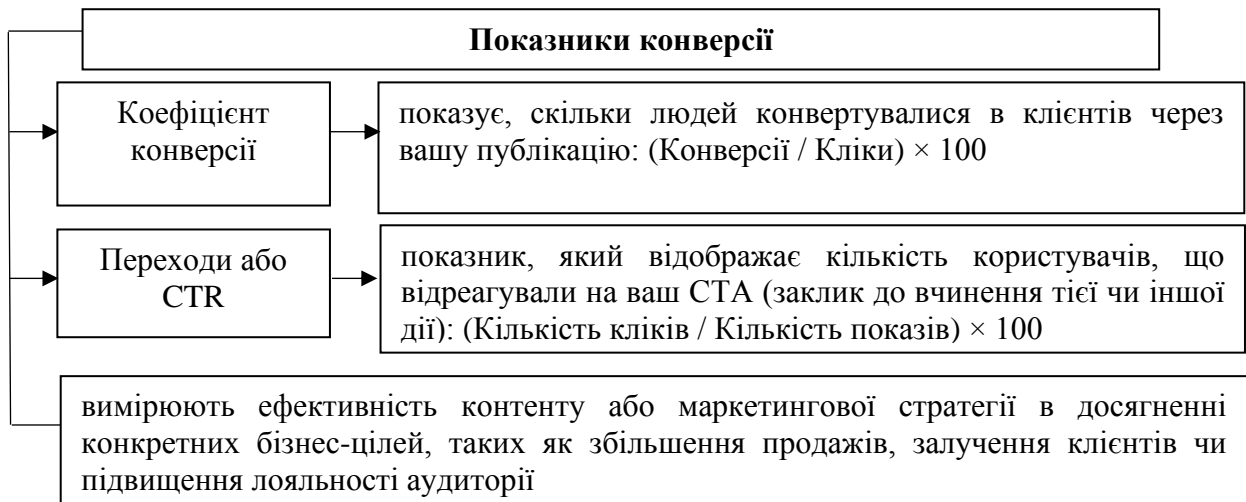 Показники конверсії
Коефіцієнт
конверсії
показує, скільки людей конвертувалися в клієнтів через
вашу публікацію: (Конверсії / Кліки) × 100
Переходи або
CTR
показник, який відображає кількість користувачів, що
відреагували на ваш CTA (заклик до вчинення тієї чи іншої
дії): (Кількість кліків / Кількість показів) × 100
вимірюють ефективність контенту або маркетингової стратегії в досягненні
конкретних бізнес-цілей, таких як збільшення продажів, залучення клієнтів чи
підвищення лояльності аудиторії